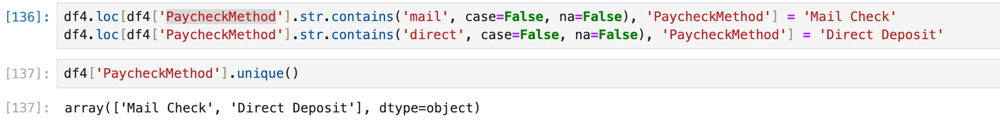 [136]: df4.loc[df4['PaycheckMethod'].str.contains('mail', case=False, na=False), 'PaycheckMethod'] = 'Mail Check'
df4.loc[df4['PaycheckMethod'].str.contains('direct', case=False, na=False), 'PaycheckMethod'] = 'Direct Deposit'
[137]: df4['PaycheckMethod'].unique()
[137]: array(['Mail Check', 'Direct Deposit'], dtype=object)